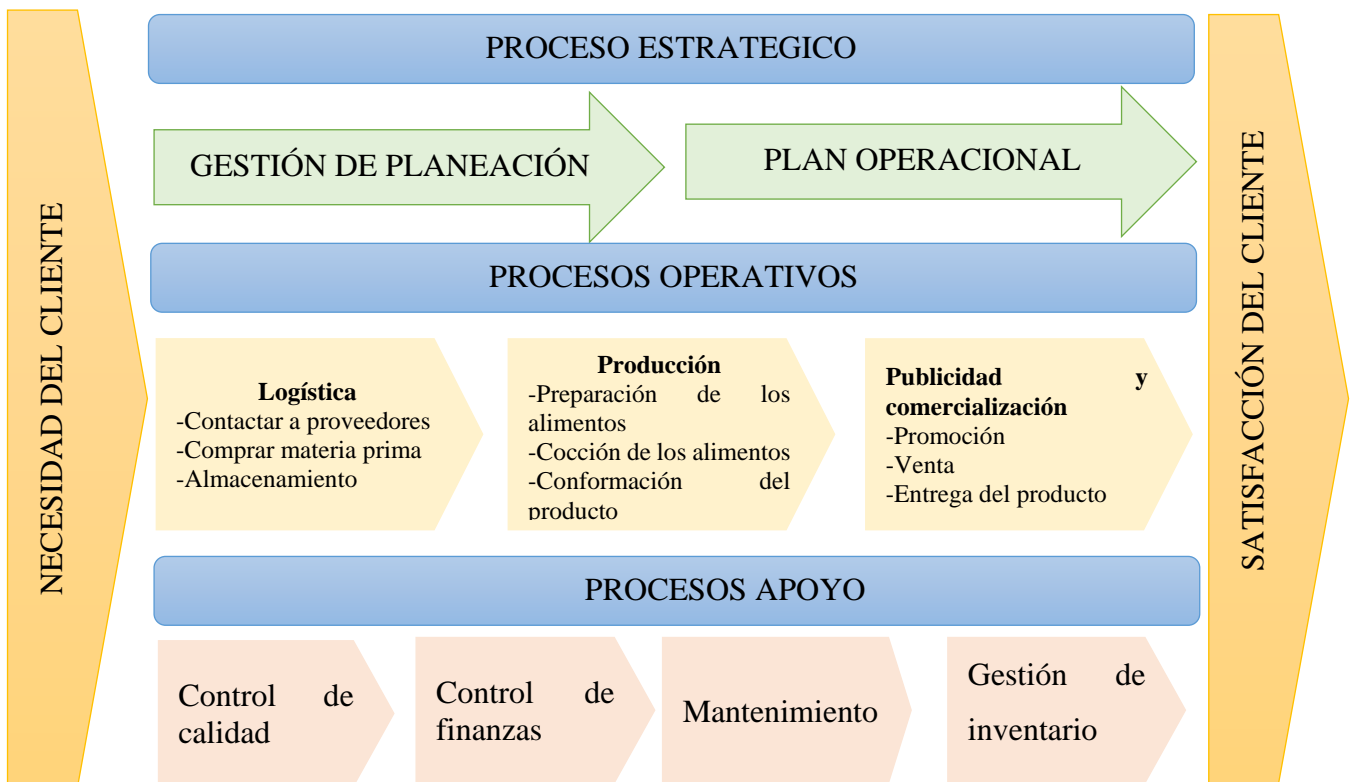 PROCESO ESTRATEGICO
GESTIÓN DE PLANEACIÓN
PLAN OPERACIONAL
NECESIDAD DEL CLIENTE
SATISFACCIÓN DEL CLIENTE
PROCESOS OPERATIVOS
Logística
-Contactar a proveedores
-Comprar materia prima
-Almacenamiento
Producción
-Preparación de los
alimentos
-Cocción de los alimentos
-Conformación del
producto
Publicidad y
comercialización
-Promoción
-Venta
-Entrega del producto
PROCESOS APOYO
Control de
calidad
Control de
finanzas
Mantenimiento
Gestión de
inventario